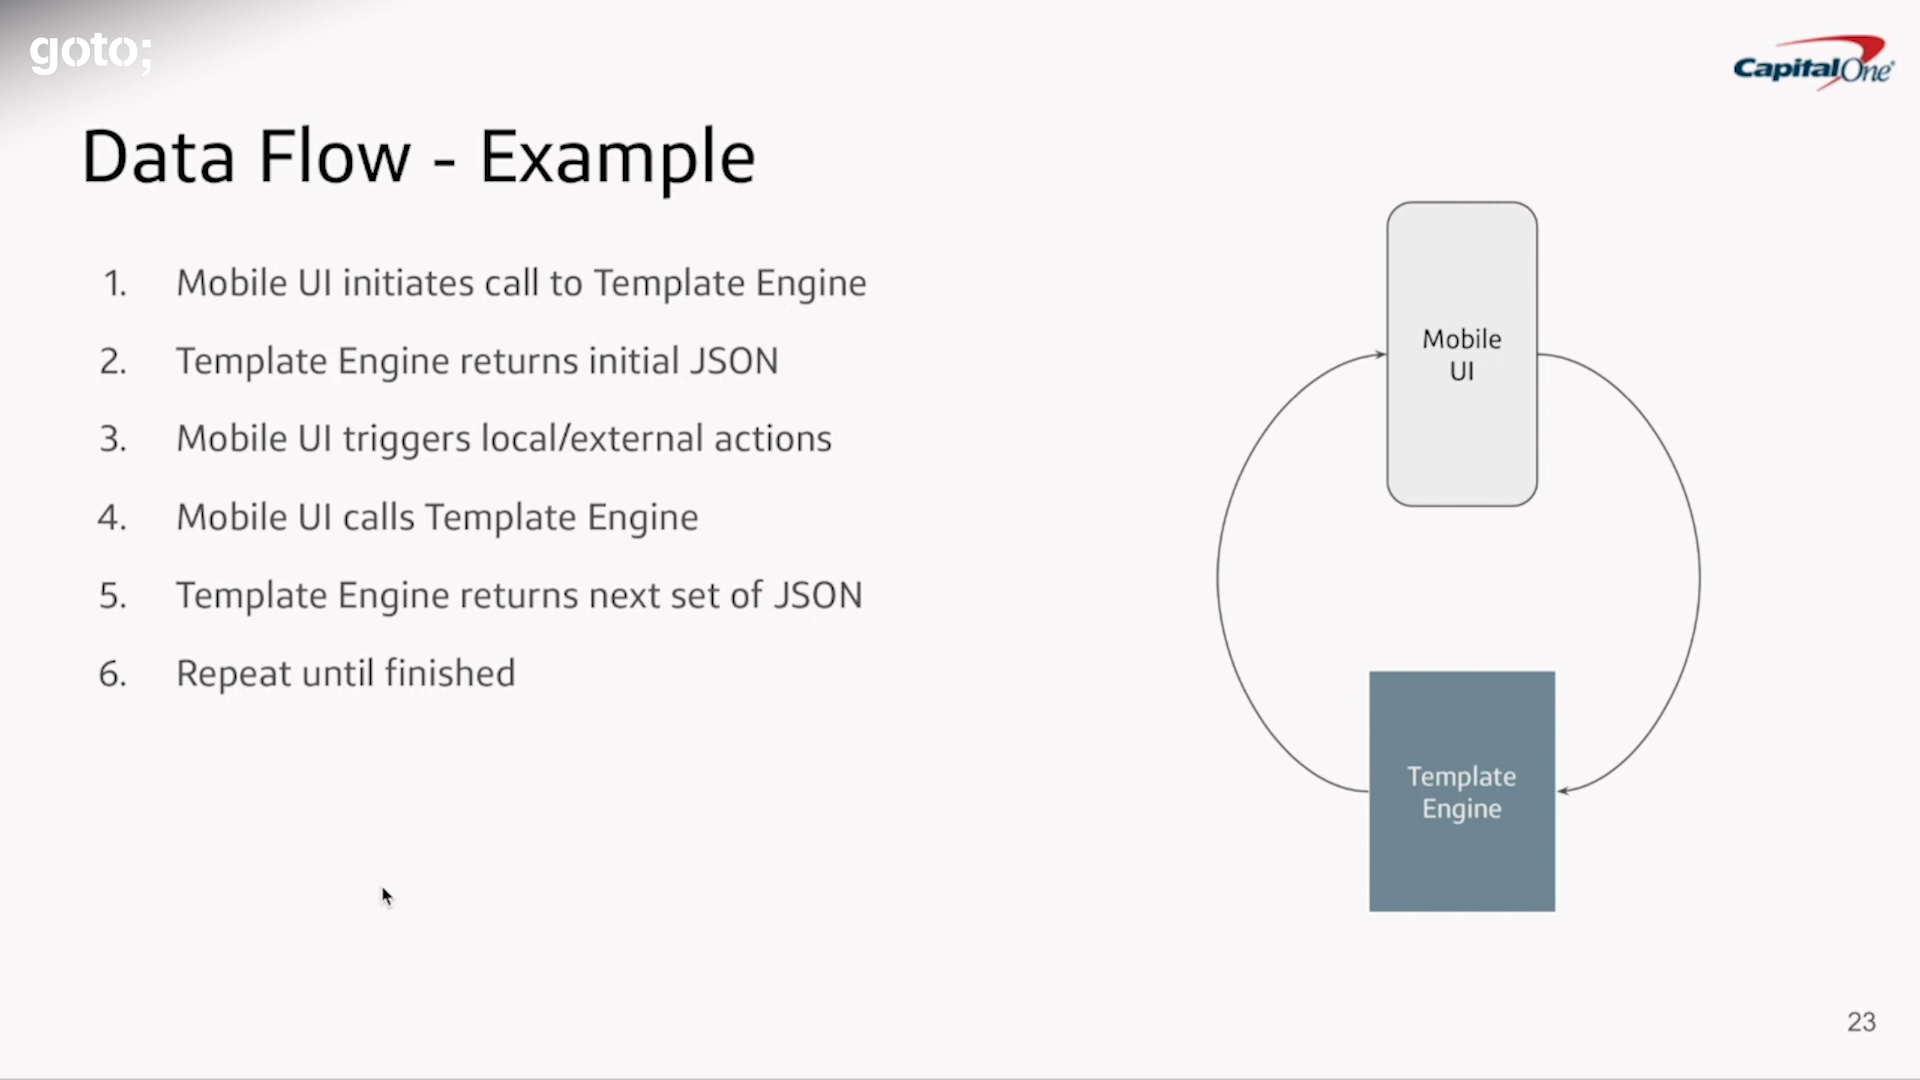 goto;
CapitalOne
Data Flow - Example
1. Mobile UI initiates call to Template Engine
2. Template Engine returns initial JSON
3. Mobile UI triggers local/external actions
4. Mobile UI calls Template Engine
5. Template Engine returns next set of JSON
6. Repeat until finished
Mobile
UI
Template
Engine
23